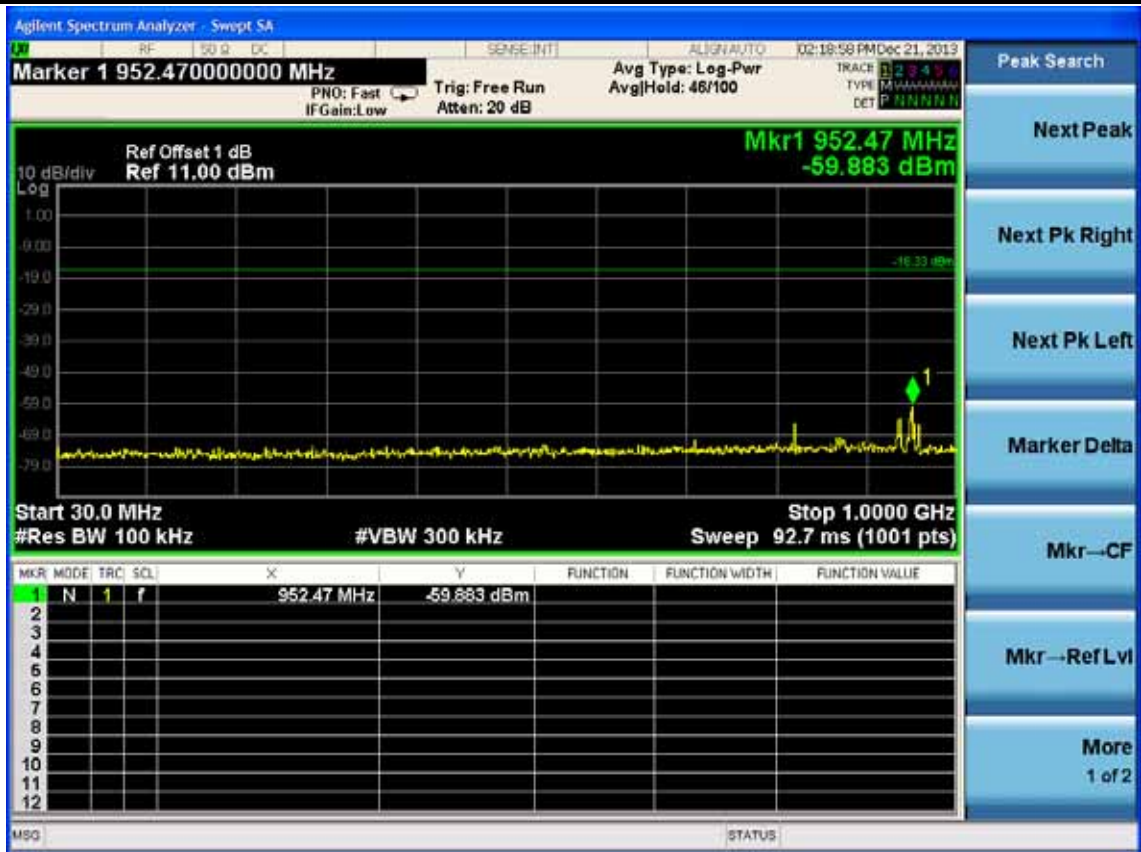 Agilent Spectrum Analyzer - Swept SA
LXI RF 50 Ω DC SENSE:INT ALIGN AUTO 02:18:58 PM Dec 21, 2013
Marker 1 952.470000000 MHz
PNO: Fast
IFGain:Low
Trig: Free Run
Atten: 20 dB
Avg Type: Log-Pwr
Avg|Hold: 46/100
TRACE 1 2 3 4 5 6
TYPE M
DET P N N N N N
Ref Offset 1 dB
10 dB/div Ref 11.00 dBm
Log
Mkr1 952.47 MHz
-59.883 dBm
1.00
-9.00
-16.33 dBm
-19.0
-29.0
-39.0
-49.0
1
-59.0
-69.0
-79.0
Start 30.0 MHz Stop 1.0000 GHz
#Res BW 100 kHz #VBW 300 kHz Sweep 92.7 ms (1001 pts)
MKR MODE TRC SCL X Y FUNCTION FUNCTION WIDTH FUNCTION VALUE
1 N 1 f 952.47 MHz -59.883 dBm
2
3
4
5
6
7
8
9
10
11
12
MSG STATUS
Peak Search
Next Peak
Next Pk Right
Next Pk Left
Marker Delta
Mkr→CF
Mkr→Ref Lvl
More
1 of 2